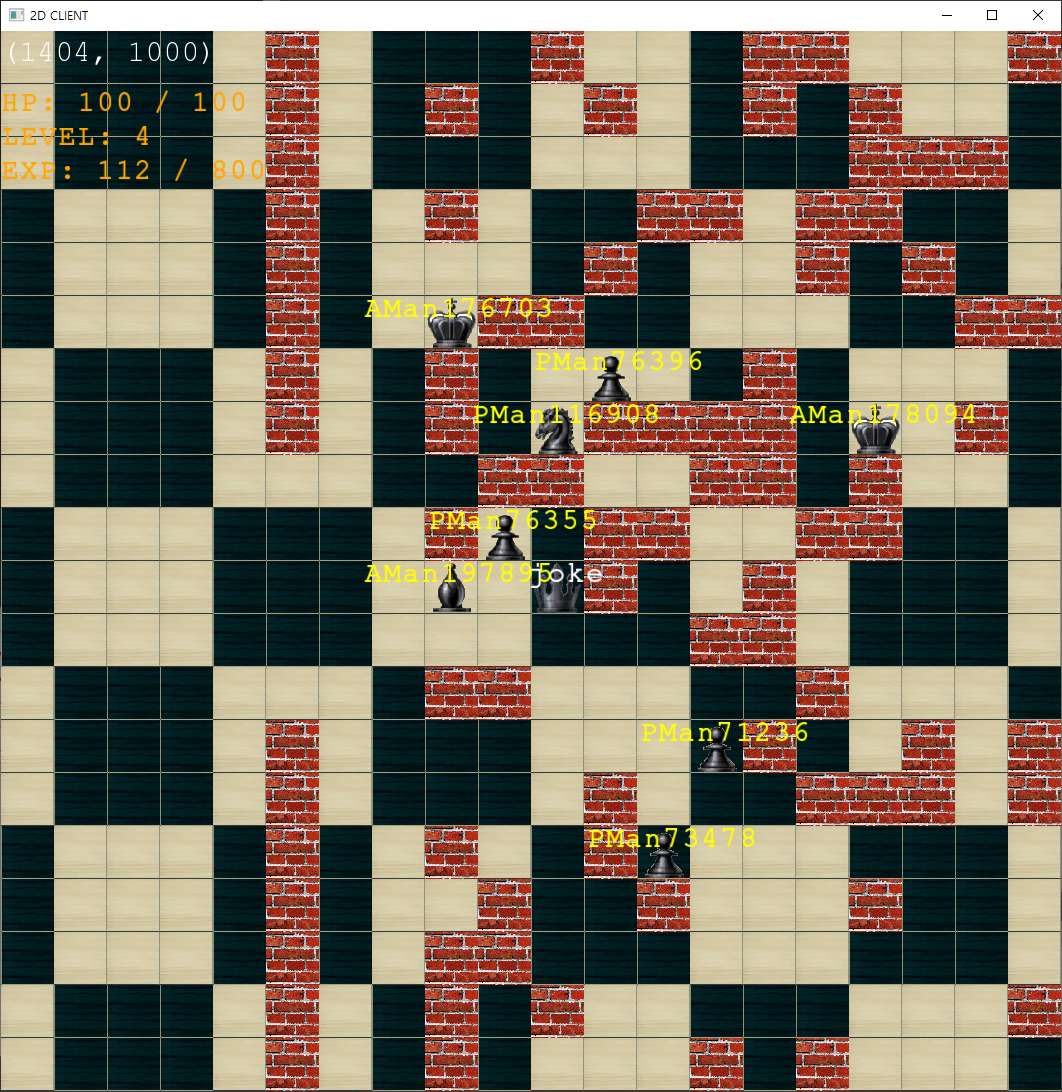 2D CLIENT
(1404, 1000)
HP: 100 / 100
LEVEL: 4
EXP: 112 / 800
AMan176703
PMan76396
PMan116908
AMan178094
PMan76355
AMan197895
joke
PMan71236
PMan73478